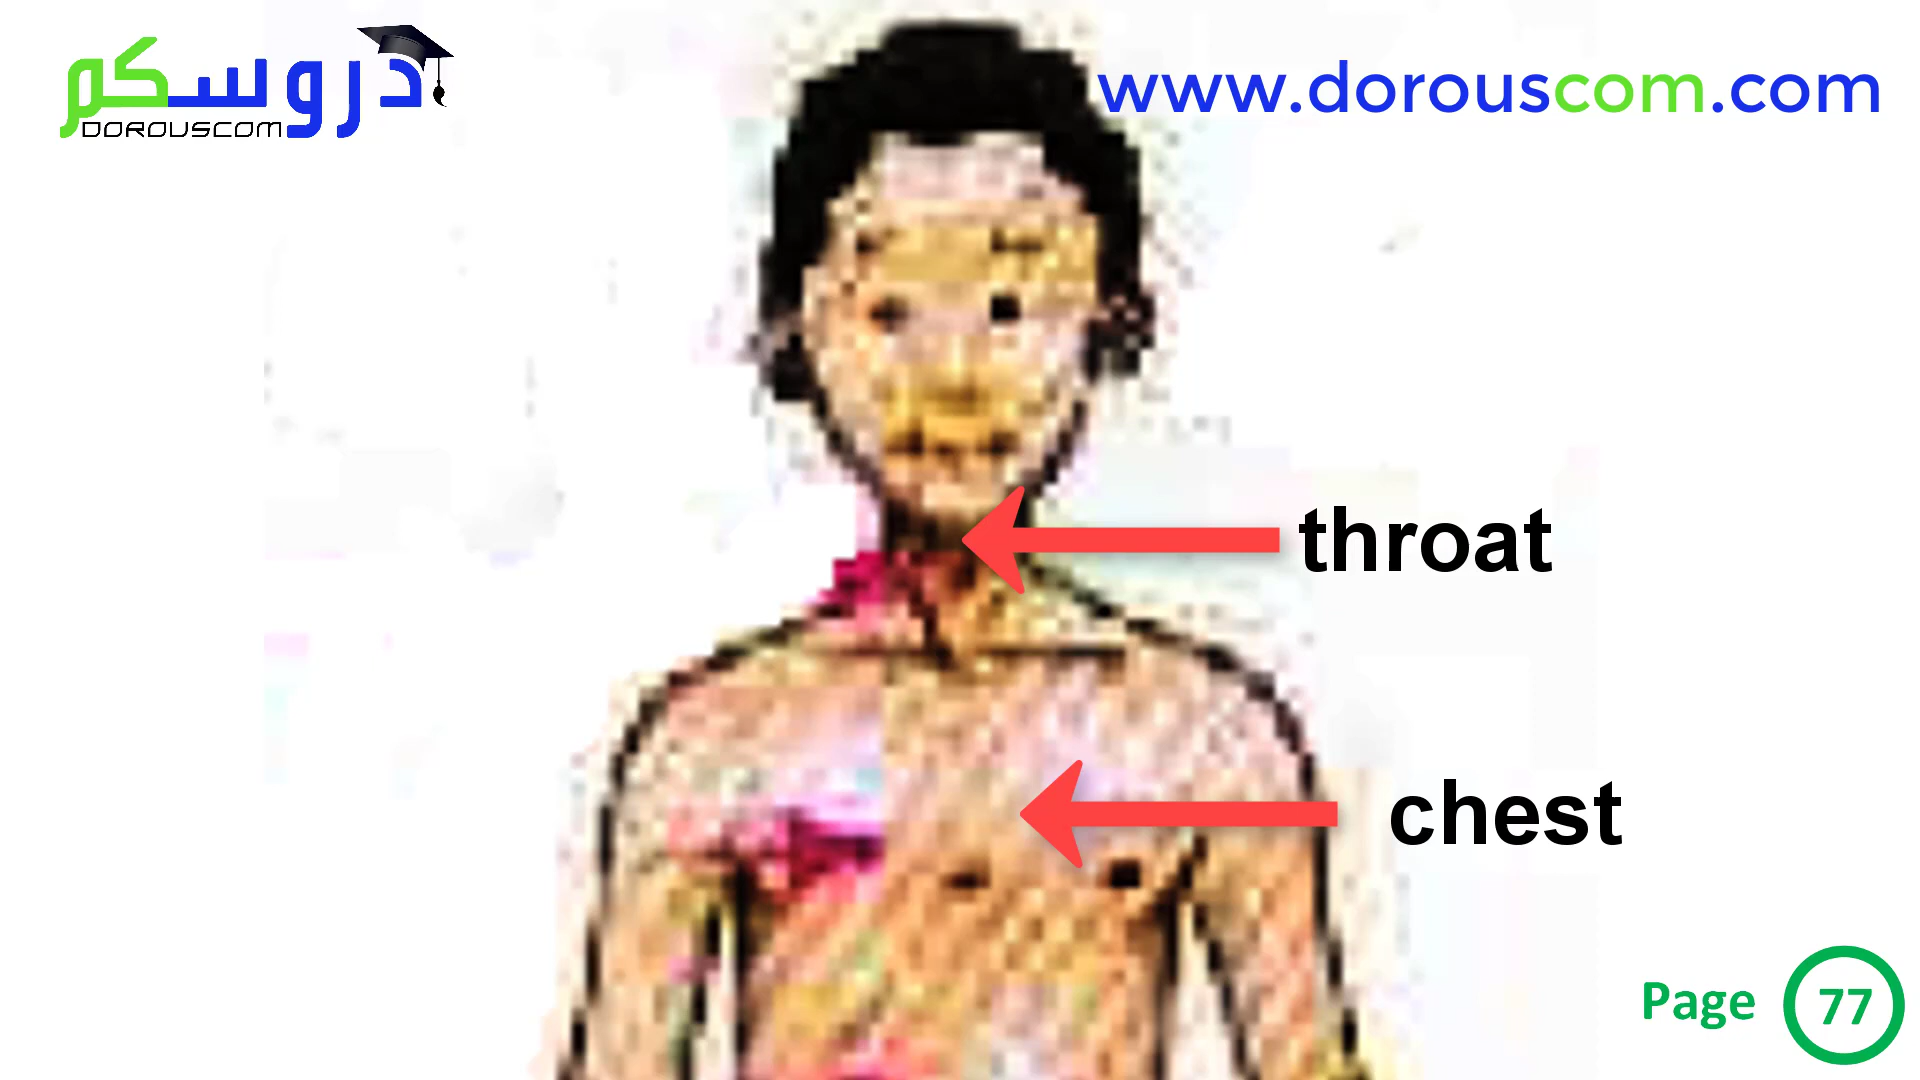 دروسكم
DOROUSCOM
www.dorouscom.com
throat
chest
Page 77